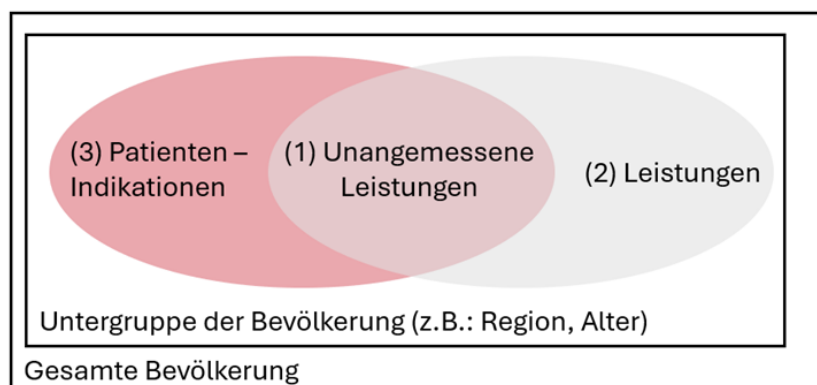 (3) Patienten –
Indikationen
(1) Unangemessene
Leistungen
(2) Leistungen
Untergruppe der Bevölkerung (z.B.: Region, Alter)
Gesamte Bevölkerung